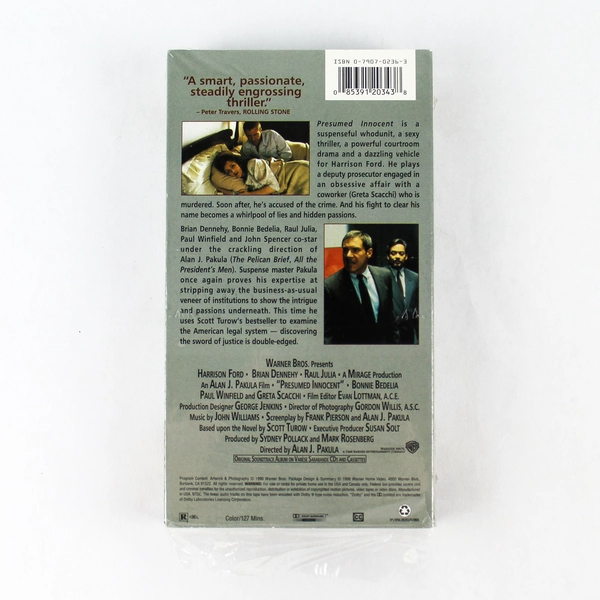 ISBN 0-7907-0236-3
0 85391 20343 8
"A smart, passionate,
steadily engrossing
thriller."
– Peter Travers, ROLLING STONE
Presumed Innocent is a
suspenseful whodunit, a sexy
thriller, a powerful courtroom
drama and a dazzling vehicle
for Harrison Ford. He plays
a deputy prosecutor engaged in
an obsessive affair with a
coworker (Greta Scacchi) who is
murdered. Soon after, he's accused of the crime. And his fight to clear his
name becomes a whirlpool of lies and hidden passions.
Brian Dennehy, Bonnie Bedelia, Raul Julia,
Paul Winfield and John Spencer co-star
under the crackling direction of
Alan J. Pakula (The Pelican Brief, All the
President's Men). Suspense master Pakula
once again proves his expertise at
stripping away the business-as-usual
veneer of institutions to show the intrigue
and passions underneath. This time he
uses Scott Turow's bestseller to examine
the American legal system — discovering
the sword of justice is double-edged.
WARNER BROS. Presents
HARRISON FORD • BRIAN DENNEHY • RAUL JULIA • A MIRAGE Production
An ALAN J. PAKULA Film • "PRESUMED INNOCENT" • BONNIE BEDELIA
PAUL WINFIELD and GRETA SCACCHI • Film Editor EVAN LOTTMAN, A.C.E.
Production Designer GEORGE JENKINS • Director of Photography GORDON WILLIS, A.S.C.
Music by JOHN WILLIAMS • Screenplay by FRANK PIERSON and ALAN J. PAKULA
Based upon the Novel by SCOTT TUROW • Executive Producer SUSAN SOLT
Produced by SYDNEY POLLACK and MARK ROSENBERG
Directed by ALAN J. PAKULA
ORIGINAL SOUNDTRACK ALBUM ON VARÈSE SARABANDE CDS AND CASSETTES
R
Color/127 Mins.
CC